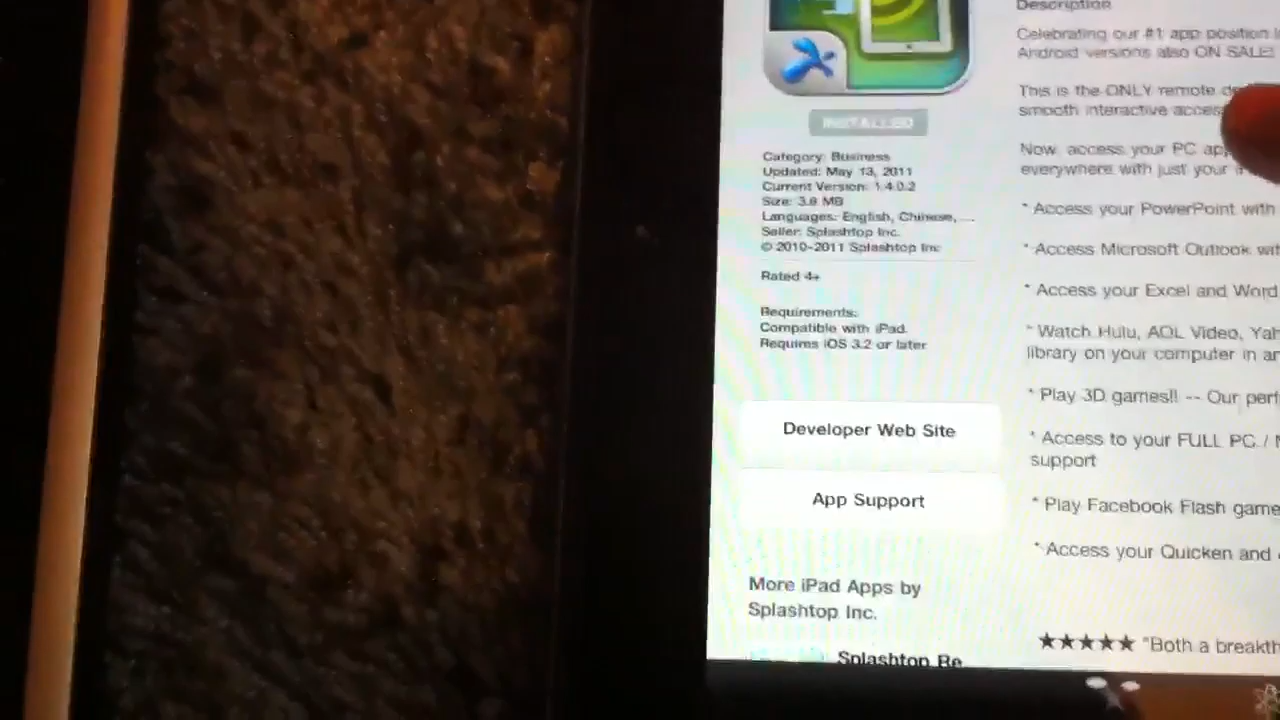 Description
Celebrating our #1 app position
Android versions also ON SALE!
This is the ONLY remote
smooth interactive access
Now, access your PC
everywhere with just your
* Access your PowerPoint with
* Access Microsoft Outlook
* Access your Excel and Word
* Watch Hulu, AOL Video,
library on your computer in
* Play 3D games!! -- Our
* Access to your FULL PC /
support
* Play Facebook Flash
* Access your Quicken and
★★★★★ "Both a
INSTALLED
Category: Business
Updated: May 13, 2011
Current Version: 1.4.0.2
Size: 3.8 MB
Languages: English, Chinese, ...
Seller: Splashtop Inc.
© 2010-2011 Splashtop Inc
Rated 4+
Requirements:
Compatible with iPad.
Requires iOS 3.2 or later
Developer Web Site
App Support
More iPad Apps by
Splashtop Inc.
Splashtop